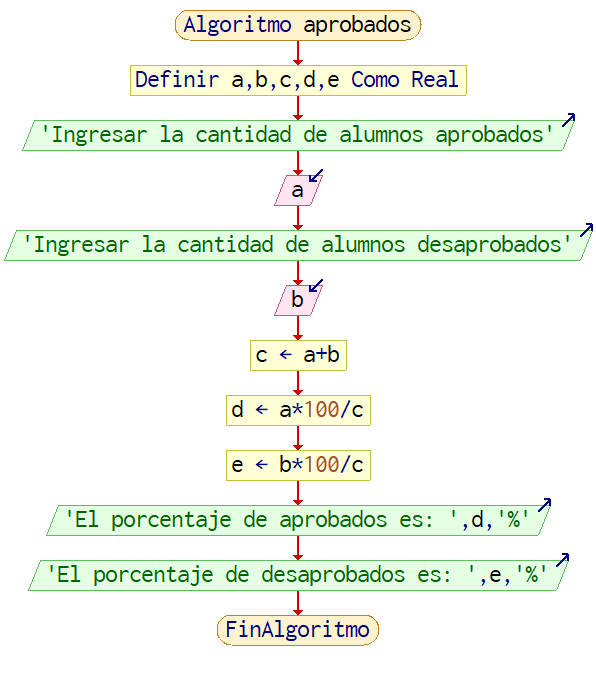 Algoritmo aprobados
Definir a,b,c,d,e Como Real
'Ingresar la cantidad de alumnos aprobados'
a
'Ingresar la cantidad de alumnos desaprobados'
b
c ← a+b
d ← a*100/c
e ← b*100/c
'El porcentaje de aprobados es: ',d,'%'
'El porcentaje de desaprobados es: ',e,'%'
FinAlgoritmo